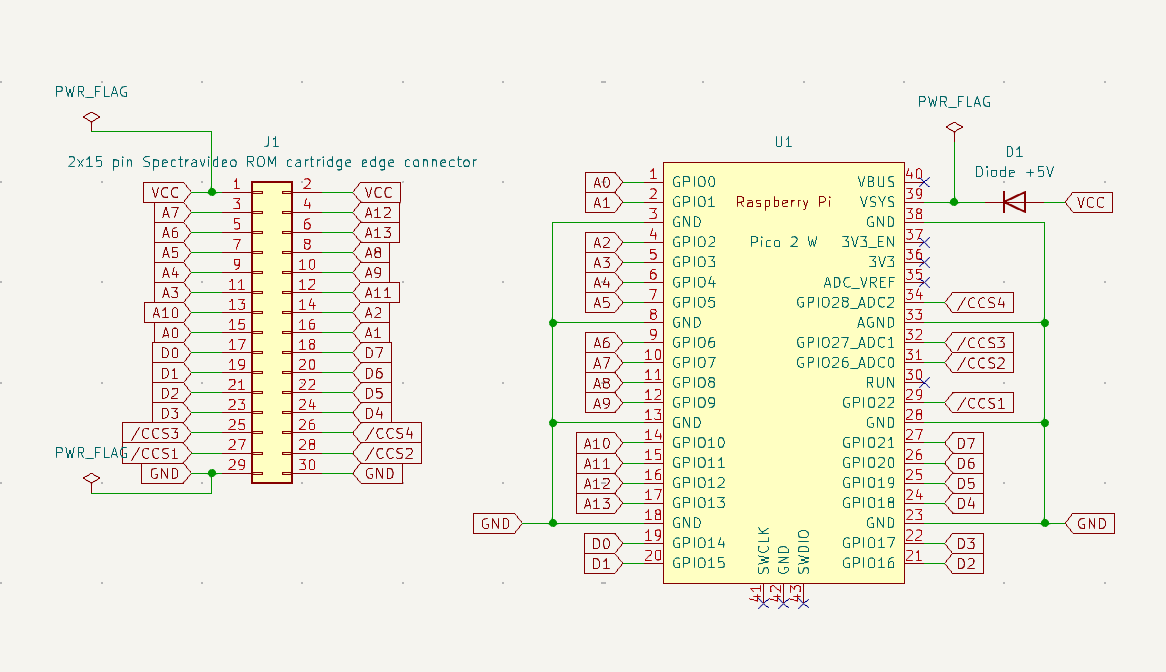 PWR_FLAG
J1
2x15 pin Spectravideo ROM cartridge edge connector
VCC 1 2 VCC
A7 3 4 A12
A6 5 6 A13
A5 7 8 A8
A4 9 10 A9
A3 11 12 A11
A10 13 14 A2
A0 15 16 A1
D0 17 18 D7
D1 19 20 D6
D2 21 22 D5
D3 23 24 D4
/CCS3 25 26 /CCS4
/CCS1 27 28 /CCS2
GND 29 30 GND
PWR_FLAG
U1
PWR_FLAG
D1
Diode +5V
A0 1 GPIO0 VBUS 40
A1 2 GPIO1 Raspberry Pi VSYS 39 VCC
3 GND GND 38
A2 4 GPIO2 Pico 2 W 3V3_EN 37
A3 5 GPIO3 3V3 36
A4 6 GPIO4 ADC_VREF 35
A5 7 GPIO5 GPIO28_ADC2 34 /CCS4
8 GND AGND 33
A6 9 GPIO6 GPIO27_ADC1 32 /CCS3
A7 10 GPIO7 GPIO26_ADC0 31 /CCS2
A8 11 GPIO8 RUN 30
A9 12 GPIO9 GPIO22 29 /CCS1
13 GND GND 28
A10 14 GPIO10 GPIO21 27 D7
A11 15 GPIO11 GPIO20 26 D6
A12 16 GPIO12 GPIO19 25 D5
A13 17 GPIO13 GPIO18 24 D4
GND 18 GND GND 23 GND
D0 19 GPIO14 GPIO17 22 D3
D1 20 GPIO15 GPIO16 21 D2
SWCLK GND SWDIO
41 42 43